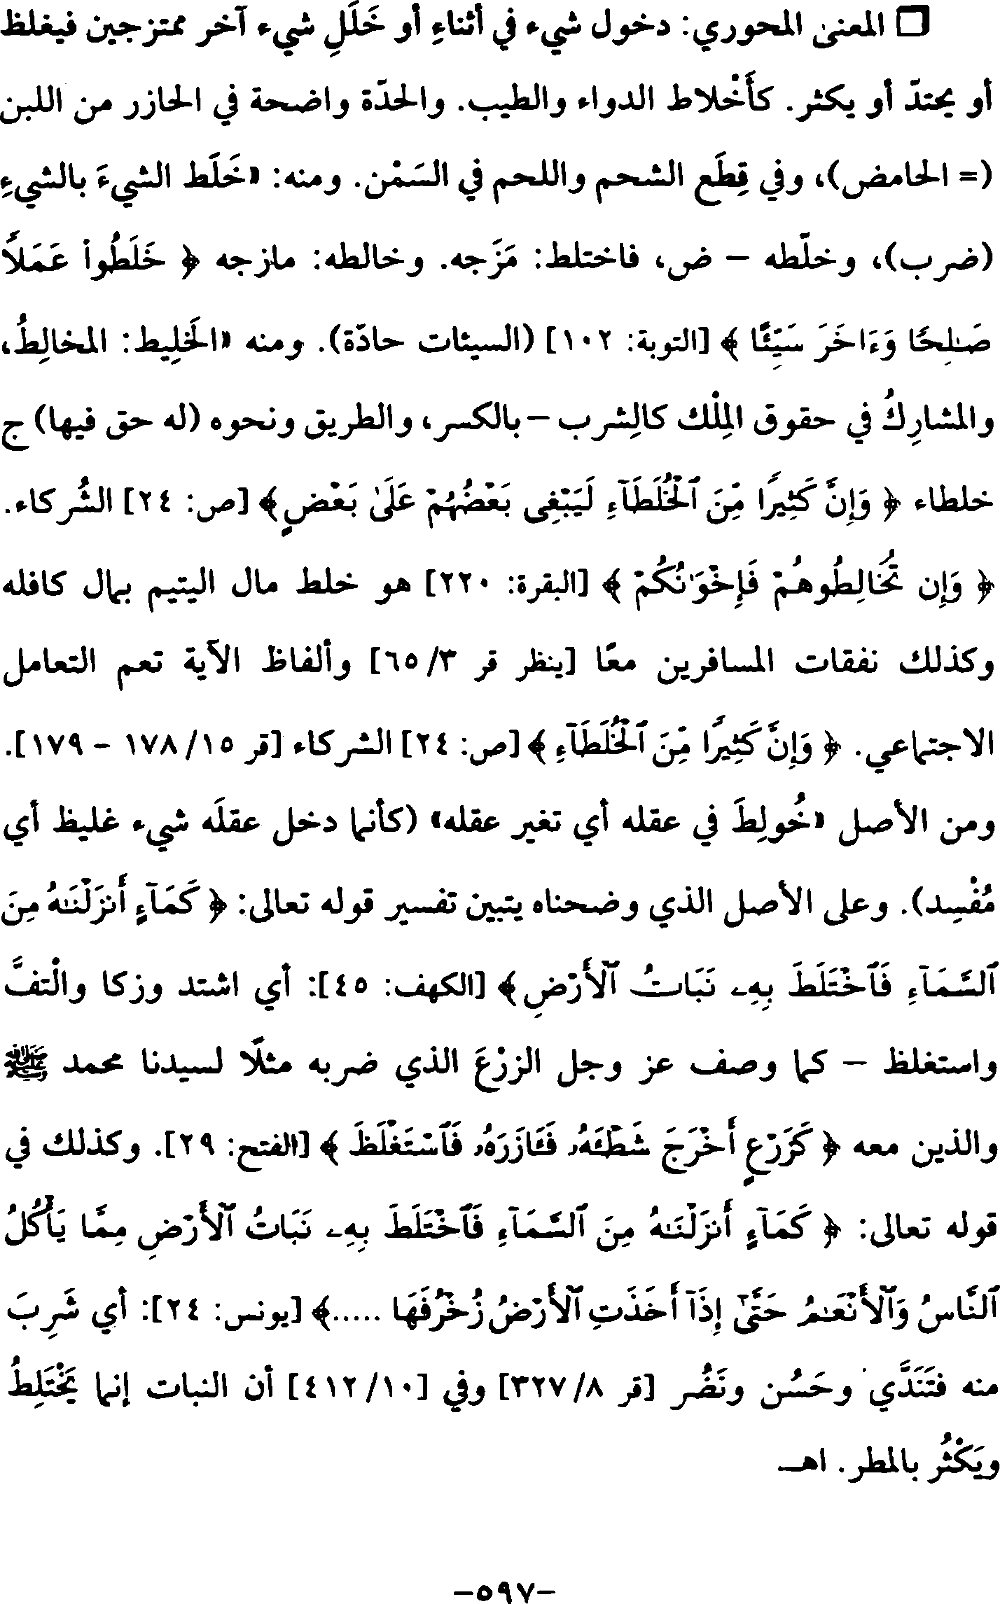 ❒ المعنى المحوري: دخول شيء في أثناءِ أو خَلَلِ شيء آخر ممتزجين فيغلظ
أو يحتدّ أو يكثر. كأَخْلاط الدواء والطيب. والحدّة واضحة في الحازر من اللبن
(= الحامض)، وفي قِطَع الشحم واللحم في السَمْن. ومنه: «خَلَط الشيءَ بالشيءِ
(ضرب)، وخلّطه – ض، فاختلط: مَزَجه. وخالطه: مازجه ﴿ خَلَطُواْ عَمَلًا
صَـٰلِحًا وَءَاخَرَ سَيِّئًا ﴾ [التوبة: ١٠٢] (السيئات حادّة). ومنه «الخَلِيط: المخالِطُ،
والمشارِكُ في حقوق المِلْك كالِشرب – بالكسر، والطريق ونحوه (له حق فيها) ج
خلطاء ﴿ وَإِنَّ كَثِيرًا مِّنَ ٱلْخُلَطَآءِ لَيَبْغِى بَعْضُهُمْ عَلَىٰ بَعْضٍ ﴾ [ص: ٢٤] الشُركاء.
﴿ وَإِن تُخَالِطُوهُمْ فَإِخْوَٰنُكُمْ ﴾ [البقرة: ٢٢٠] هو خلط مال اليتيم بمال كافله
وكذلك نفقات المسافرين معًا [ينظر قر ٦٥/٣] وألفاظ الآية تعم التعامل
الاجتماعي. ﴿ وَإِنَّ كَثِيرًا مِّنَ ٱلْخُلَطَآءِ ﴾ [ص: ٢٤] الشركاء [قر ١٧٨/١٥ – ١٧٩].
ومن الأصل «خُولِطَ في عقله أي تغير عقله» (كأنما دخل عقلَه شيء غليظ أي
مُفْسِد). وعلى الأصل الذي وضحناه يتبين تفسير قوله تعالى: ﴿ كَمَآءٍ أَنزَلْنَـٰهُ مِنَ
ٱلسَّمَآءِ فَٱخْتَلَطَ بِهِۦ نَبَاتُ ٱلْأَرْضِ ﴾ [الكهف: ٤٥]: أي اشتد وزكا والْتفَّ
واستغلظ – كما وصف عز وجل الزرْعَ الذي ضربه مثلًا لسيدنا محمد ﷺ
والذين معه ﴿ كَزَرْعٍ أَخْرَجَ شَطْـَٔهُۥ فَـَٔازَرَهُۥ فَٱسْتَغْلَظَ ﴾ [الفتح: ٢٩]. وكذلك في
قوله تعالى: ﴿ كَمَآءٍ أَنزَلْنَـٰهُ مِنَ ٱلسَّمَآءِ فَٱخْتَلَطَ بِهِۦ نَبَاتُ ٱلْأَرْضِ مِمَّا يَأْكُلُ
ٱلنَّاسُ وَٱلْأَنْعَـٰمُ حَتَّىٰٓ إِذَآ أَخَذَتِ ٱلْأَرْضُ زُخْرُفَهَا .....﴾ [يونس: ٢٤]: أي شَرِبَ
منه فتَنَدَّي وحَسُن ونَضُر [قر ٣٢٧/٨] وفي [٤١٢/١٠] أن النبات إنما يَخْتَلِطُ
ويَكْثُر بالمطر. اهـ
-٥٩٧-